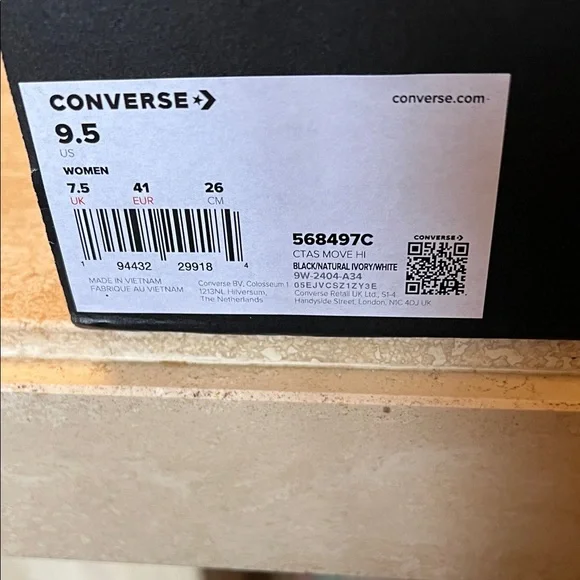 CONVERSE
converse.com
9.5
US
WOMEN
7.5 41 26
UK EUR CM
1 94432 29918 4
MADE IN VIETNAM
FABRIQUE AU VIETNAM
Converse BV, Colosseum 1
1213NL Hilversum,
The Netherlands
568497C
CTAS MOVE HI
BLACK/NATURAL IVORY/WHITE
9W-2404-A34
05EJVCSZ1ZY3E
Converse Retail UK Ltd., 51-4
Handyside Street, London, N1C 4DJ UK
CONVERSE